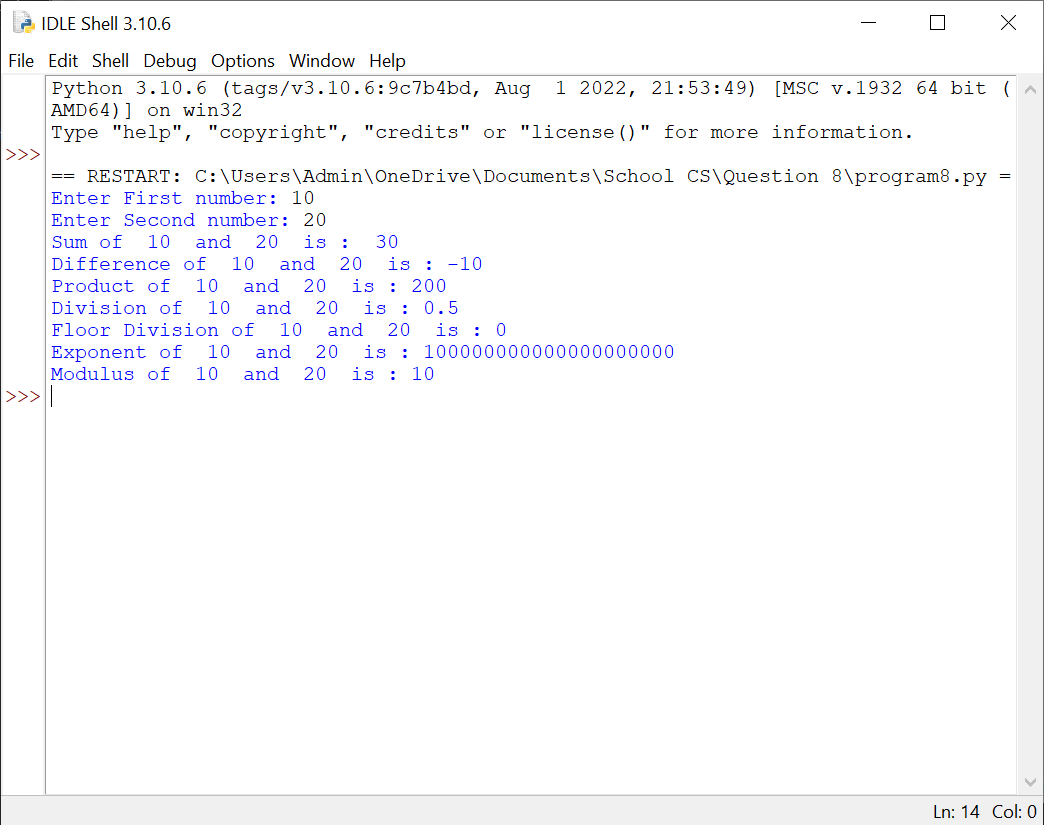 IDLE Shell 3.10.6
File Edit Shell Debug Options Window Help
Python 3.10.6 (tags/v3.10.6:9c7b4bd, Aug  1 2022, 21:53:49) [MSC v.1932 64 bit (
AMD64)] on win32
Type "help", "copyright", "credits" or "license()" for more information.
>>>
== RESTART: C:\Users\Admin\OneDrive\Documents\School CS\Question 8\program8.py =
Enter First number: 10
Enter Second number: 20
Sum of  10  and  20  is :  30
Difference of  10  and  20  is : -10
Product of  10  and  20  is : 200
Division of  10  and  20  is : 0.5
Floor Division of  10  and  20  is : 0
Exponent of  10  and  20  is : 100000000000000000000
Modulus of  10  and  20  is : 10
>>>
Ln: 14 Col: 0